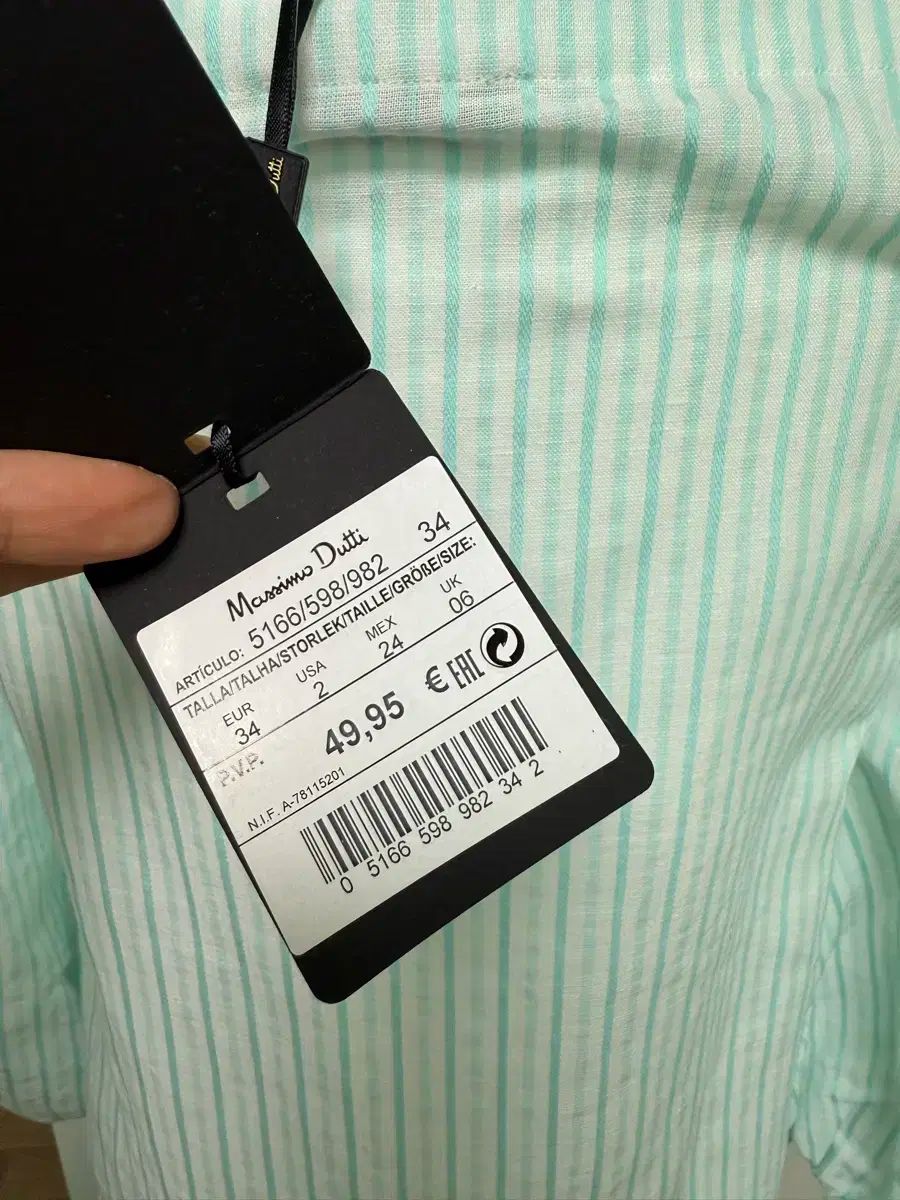 Dutti
Massimo Dutti
ARTÍCULO: 5166/598/982 34
TALLA/TALHA/STORLEK/TAILLE/GRÖßE/SIZE:
EUR USA MEX UK
34 2 24 06
P.V.P. 49,95 € EAC
N.I.F. A-78115201
0 5166 598 982 34 2